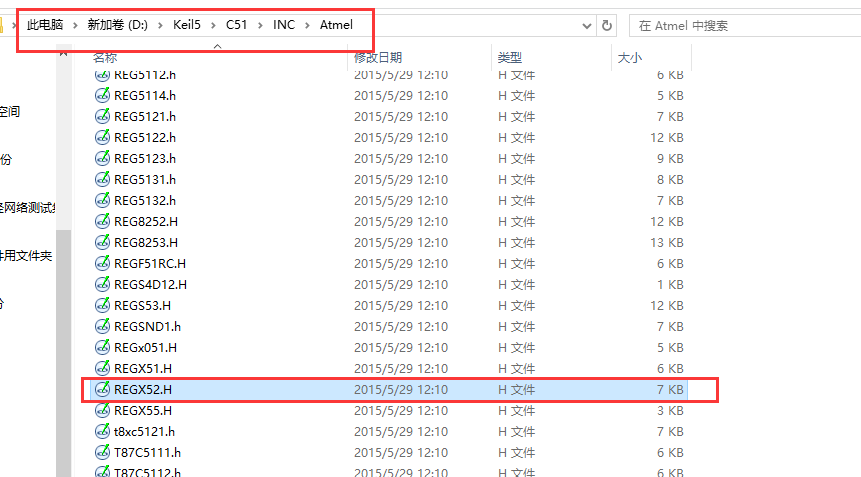 此电脑 > 新加卷 (D:) > Keil5 > C51 > INC > Atmel
在 Atmel 中搜索
名称 修改日期 类型 大小
REG5112.h 2015/5/29 12:10 H 文件 6 KB
REG5114.h 2015/5/29 12:10 H 文件 5 KB
REG5121.h 2015/5/29 12:10 H 文件 7 KB
REG5122.h 2015/5/29 12:10 H 文件 12 KB
REG5123.h 2015/5/29 12:10 H 文件 9 KB
REG5131.h 2015/5/29 12:10 H 文件 8 KB
REG5132.h 2015/5/29 12:10 H 文件 7 KB
REG8252.H 2015/5/29 12:10 H 文件 12 KB
REG8253.H 2015/5/29 12:10 H 文件 13 KB
REGF51RC.H 2015/5/29 12:10 H 文件 6 KB
REGS4D12.H 2015/5/29 12:10 H 文件 1 KB
REGS53.H 2015/5/29 12:10 H 文件 12 KB
REGSND1.h 2015/5/29 12:10 H 文件 7 KB
REGx051.H 2015/5/29 12:10 H 文件 5 KB
REGX51.H 2015/5/29 12:10 H 文件 6 KB
REGX52.H 2015/5/29 12:10 H 文件 7 KB
REGX55.H 2015/5/29 12:10 H 文件 3 KB
t8xc5121.h 2015/5/29 12:10 H 文件 7 KB
T87C5111.h 2015/5/29 12:10 H 文件 6 KB
T87C5112.h 2015/5/29 12:10 H 文件 6 KB
空间
份
网络测试
用文件夹